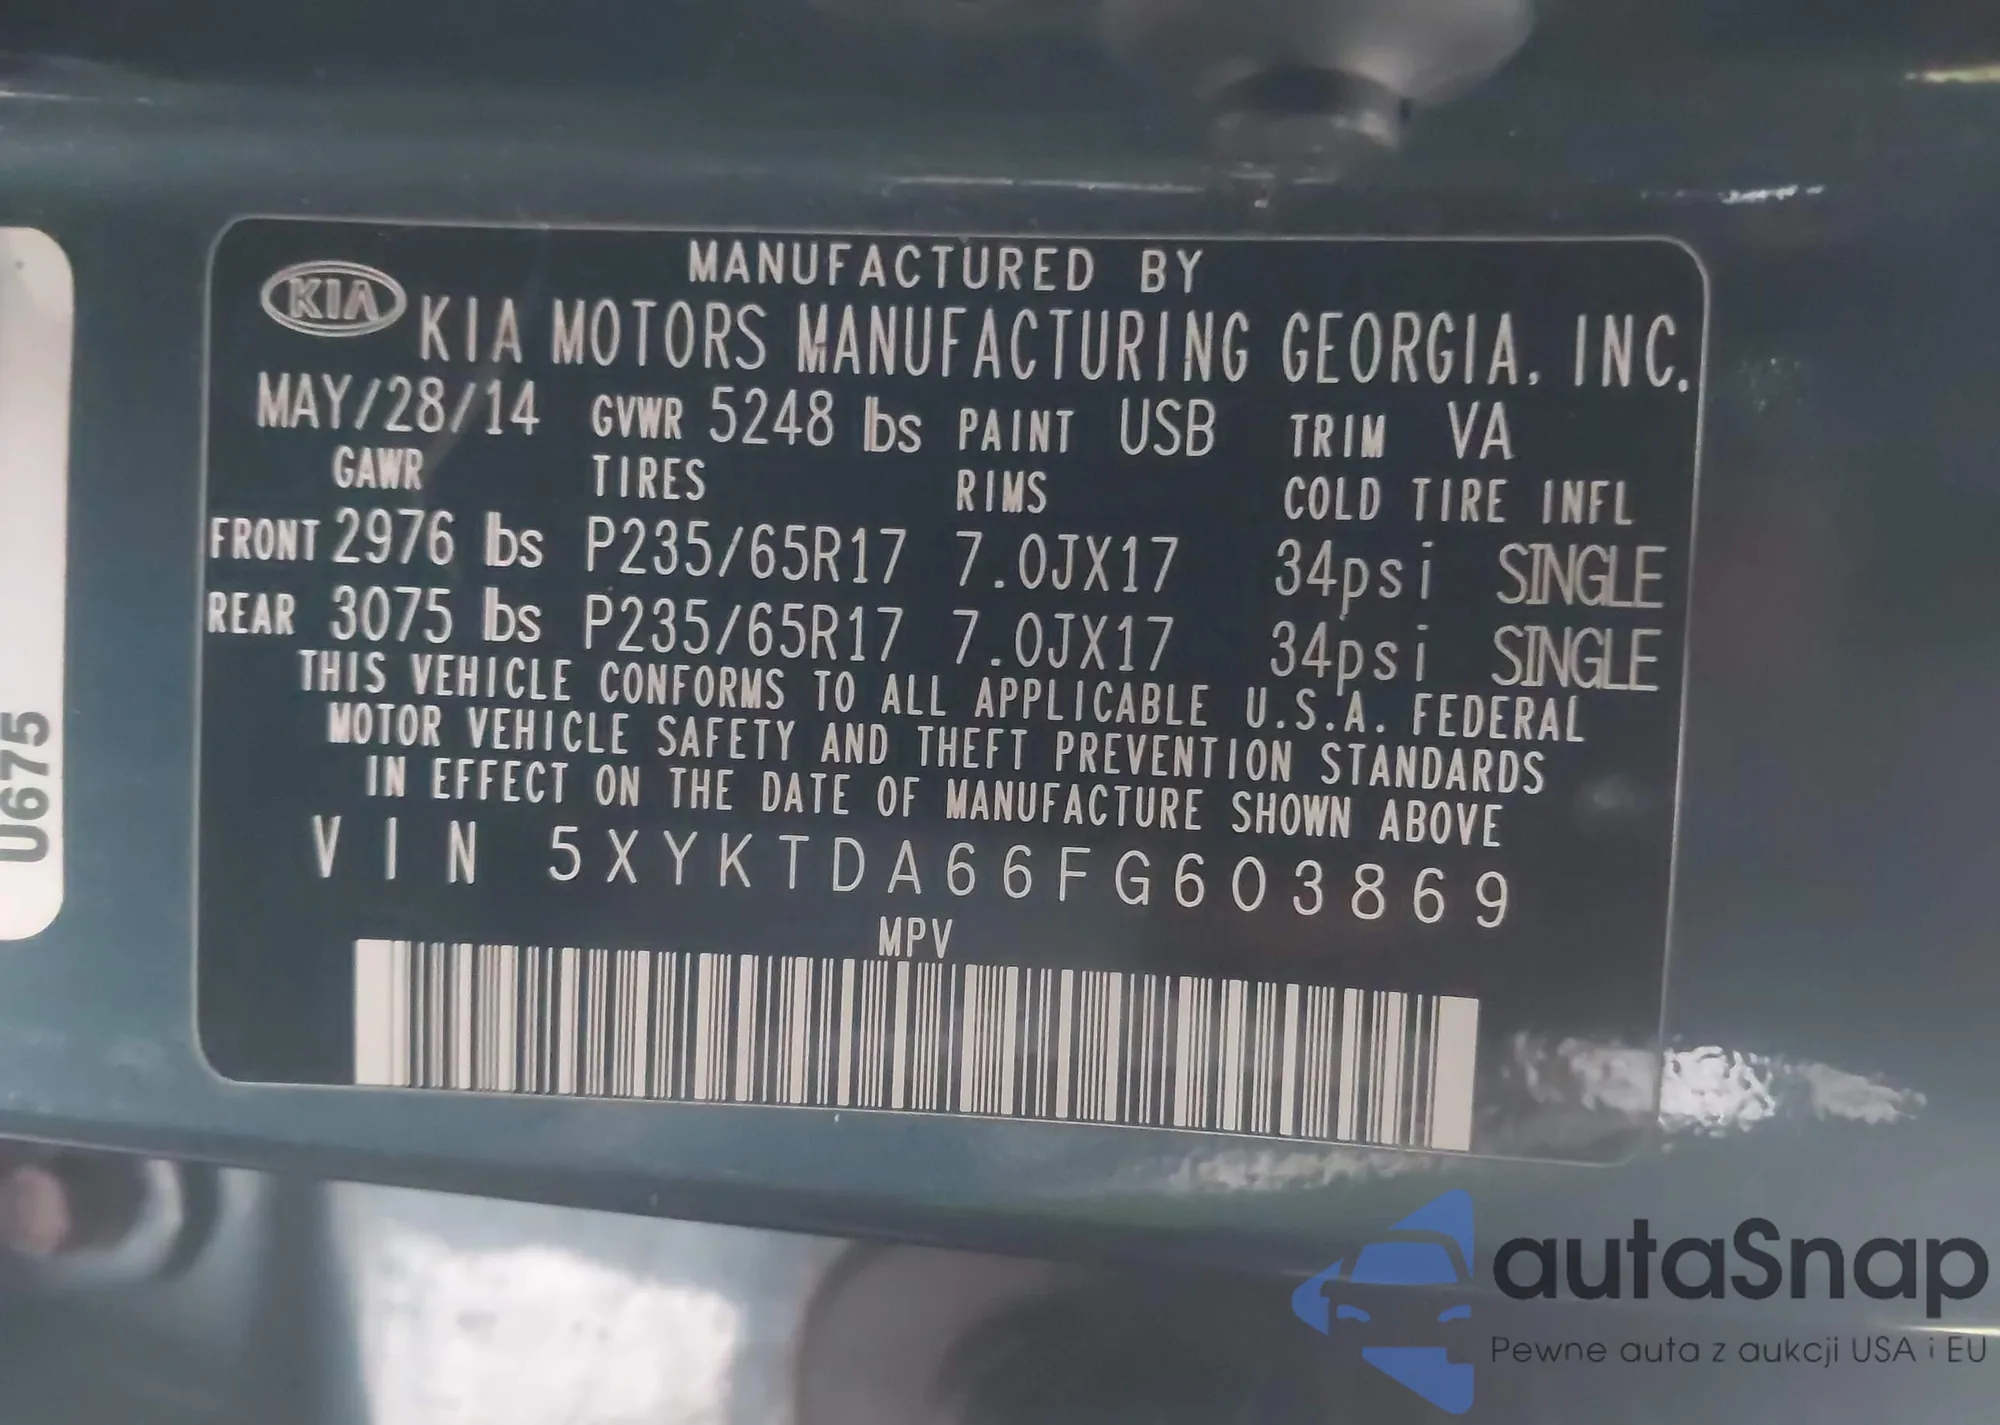 MANUFACTURED BY
KIA KIA MOTORS MANUFACTURING GEORGIA, INC.
MAY/28/14 GVWR 5248 lbs PAINT USB TRIM VA
GAWR TIRES RIMS COLD TIRE INFL
FRONT 2976 lbs P235/65R17 7.0JX17 34psi SINGLE
REAR 3075 lbs P235/65R17 7.0JX17 34psi SINGLE
THIS VEHICLE CONFORMS TO ALL APPLICABLE U.S.A. FEDERAL
MOTOR VEHICLE SAFETY AND THEFT PREVENTION STANDARDS
IN EFFECT ON THE DATE OF MANUFACTURE SHOWN ABOVE
VIN 5XYKTDA66FG603869
MPV
U675
autaSnap
Pewne auta z aukcji USA i EU